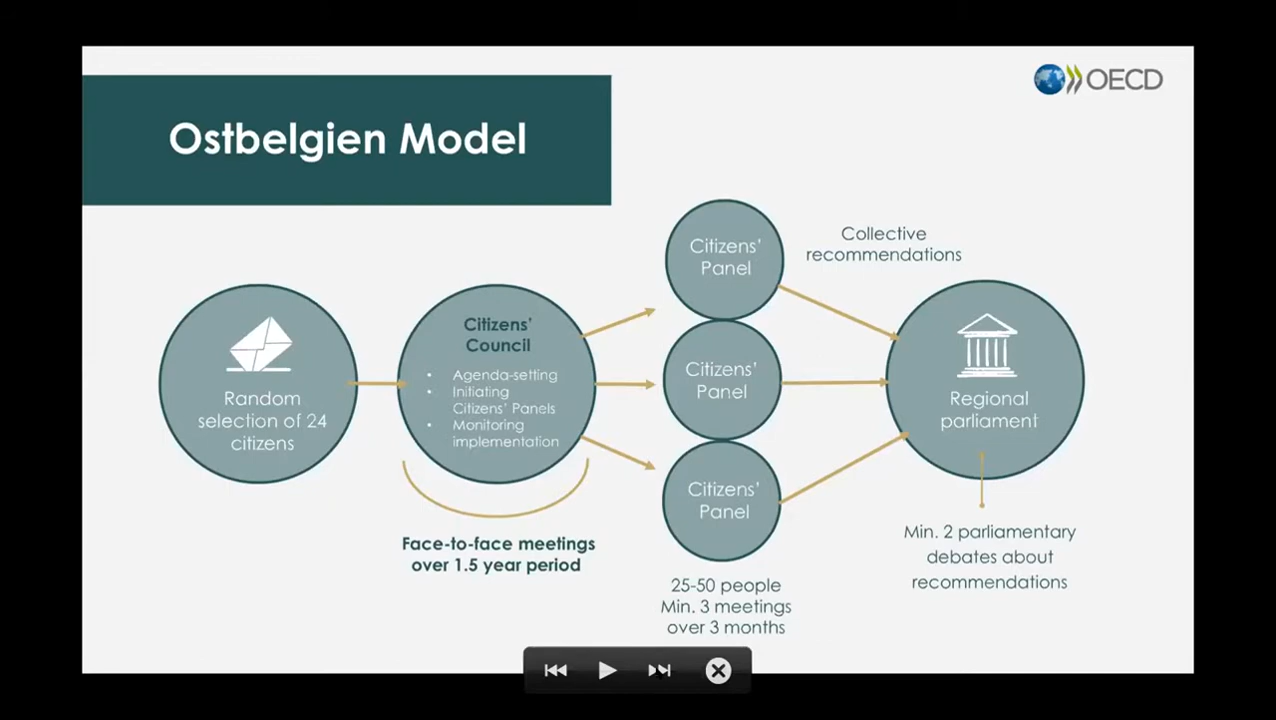 OECD
Ostbelgien Model
Random
selection of 24
citizens
Citizens’
Council
• Agenda-setting
• Initiating
Citizens’ Panels
• Monitoring
implementation
Face-to-face meetings
over 1.5 year period
Citizens’
Panel
Citizens’
Panel
Citizens’
Panel
25-50 people
Min. 3 meetings
over 3 months
Collective
recommendations
Regional
parliament
Min. 2 parliamentary
debates about
recommendations